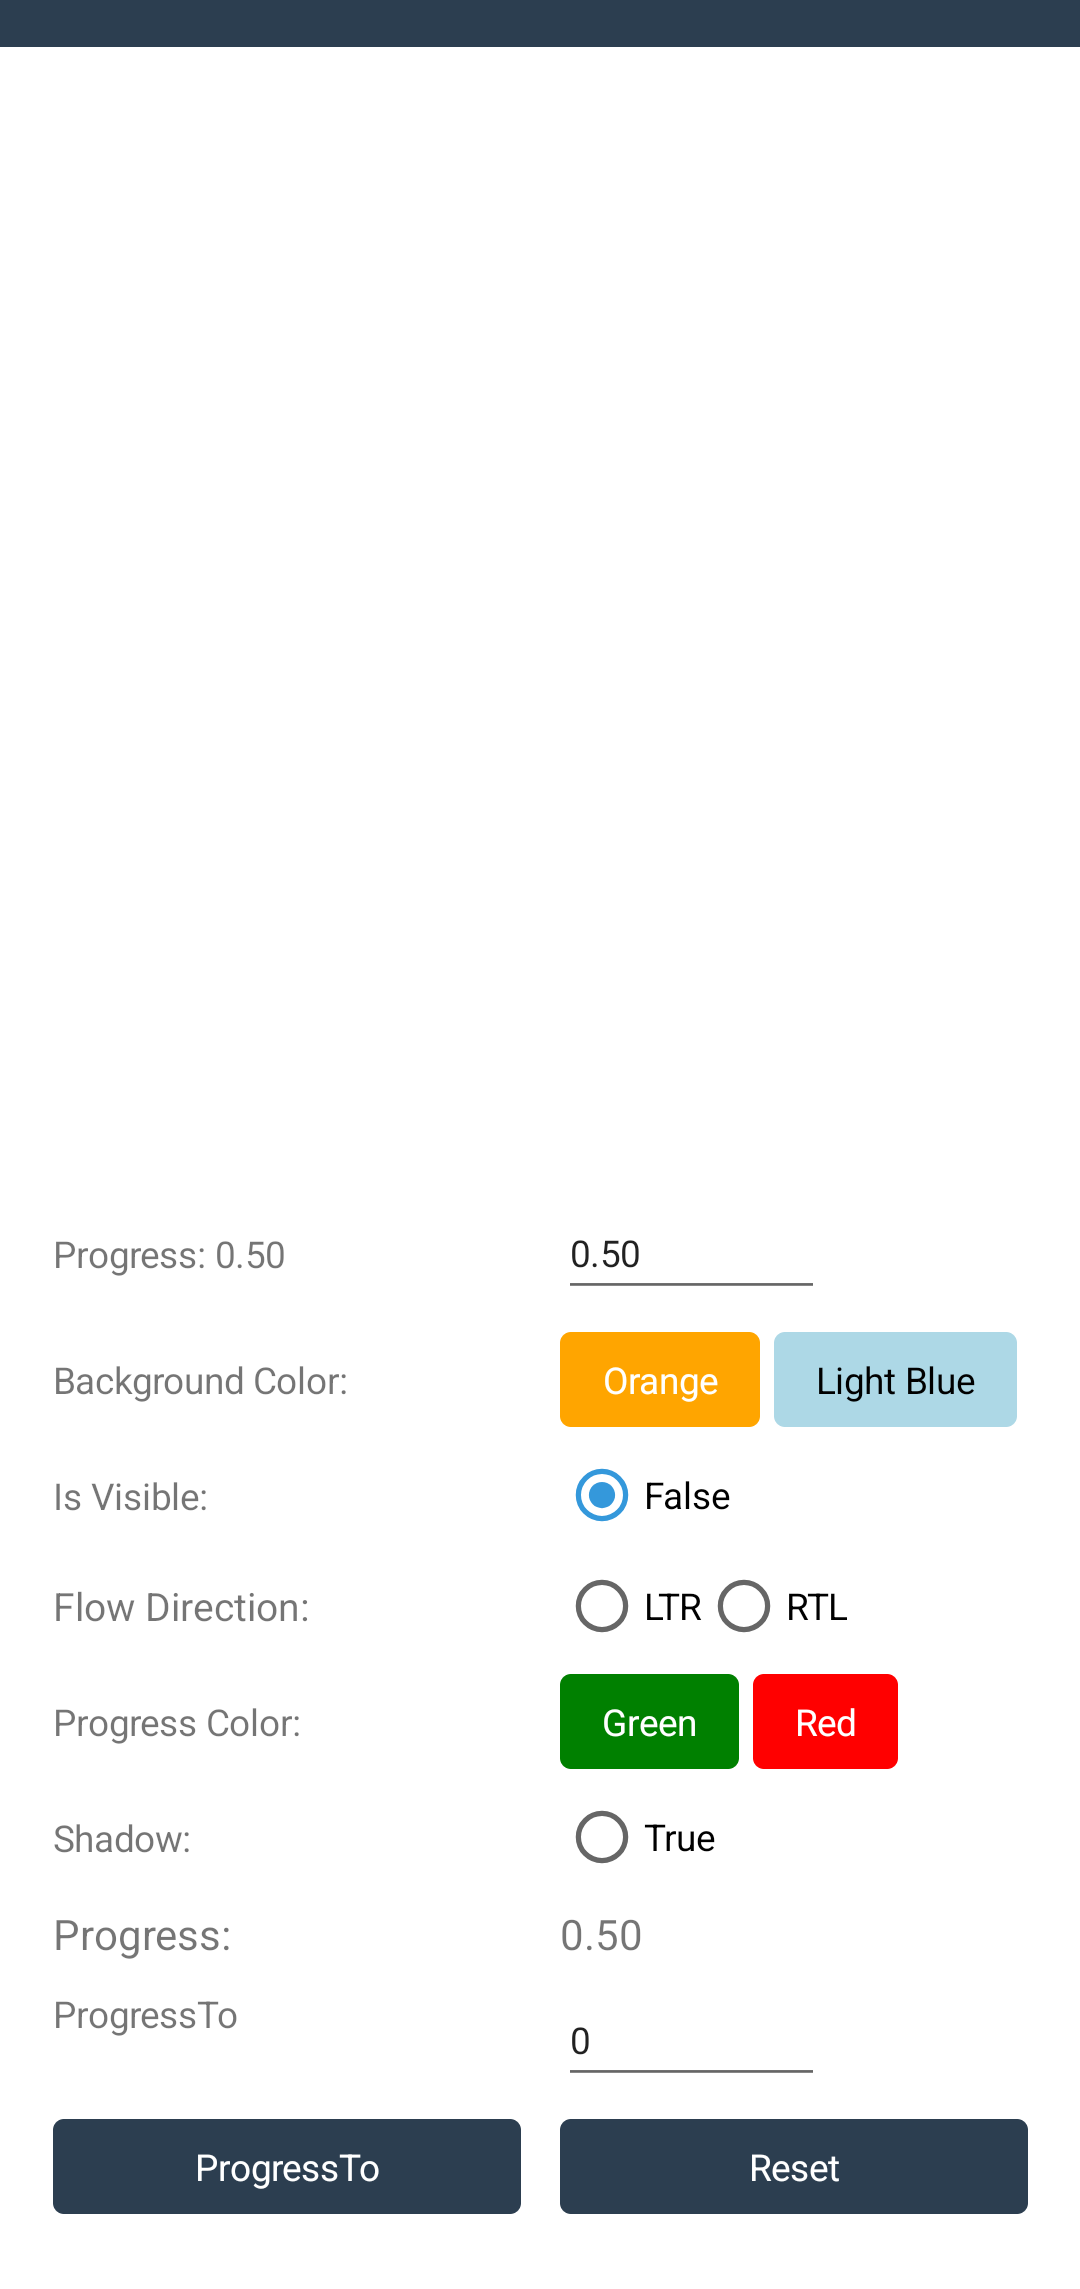 Progress: 0.50 0.50
Background Color: Orange Light Blue
Is Visible: False
Flow Direction: LTR RTL
Progress Color: Green Red
Shadow: True
Progress: 0.50
ProgressTo 0
ProgressTo Reset